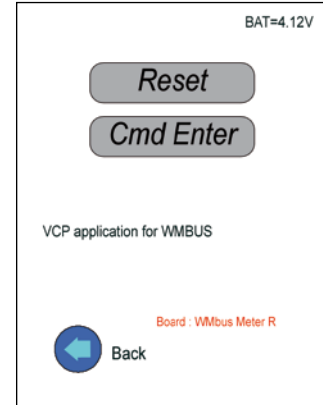 BAT=4.12V
Reset
Cmd Enter
VCP application for WMBUS
Board : WMbus Meter R
Back